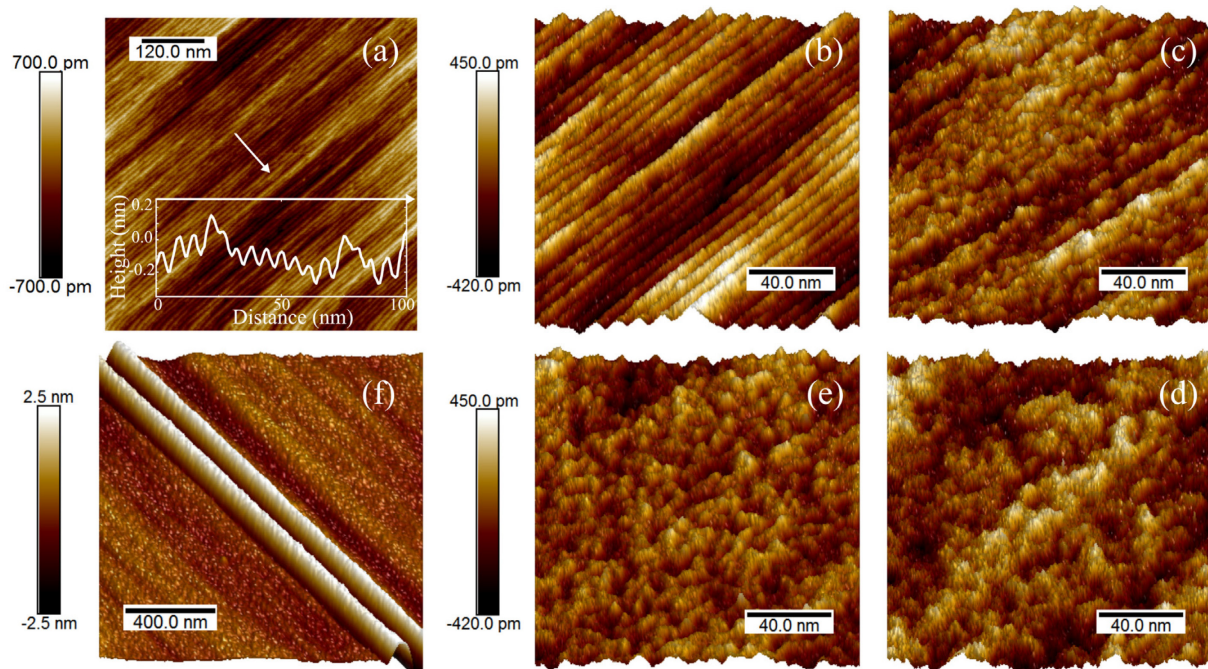 700.0 pm
-700.0 pm
120.0 nm
(a)
Height (nm)
0.2
0.0
-0.2
0
50
100
Distance (nm)
450.0 pm
-420.0 pm
(b)
40.0 nm
(c)
40.0 nm
2.5 nm
-2.5 nm
(f)
400.0 nm
450.0 pm
-420.0 pm
(e)
40.0 nm
(d)
40.0 nm